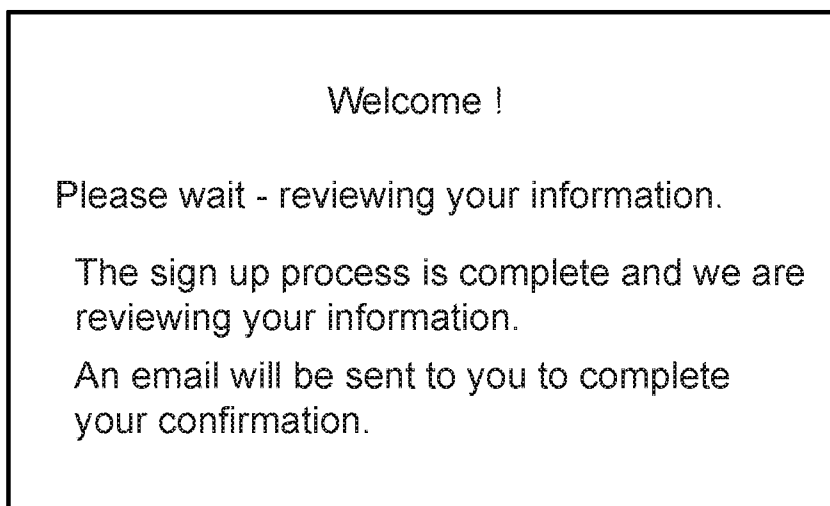 Welcome !
Please wait - reviewing your information.
The sign up process is complete and we are
reviewing your information.
An email will be sent to you to complete
your confirmation.